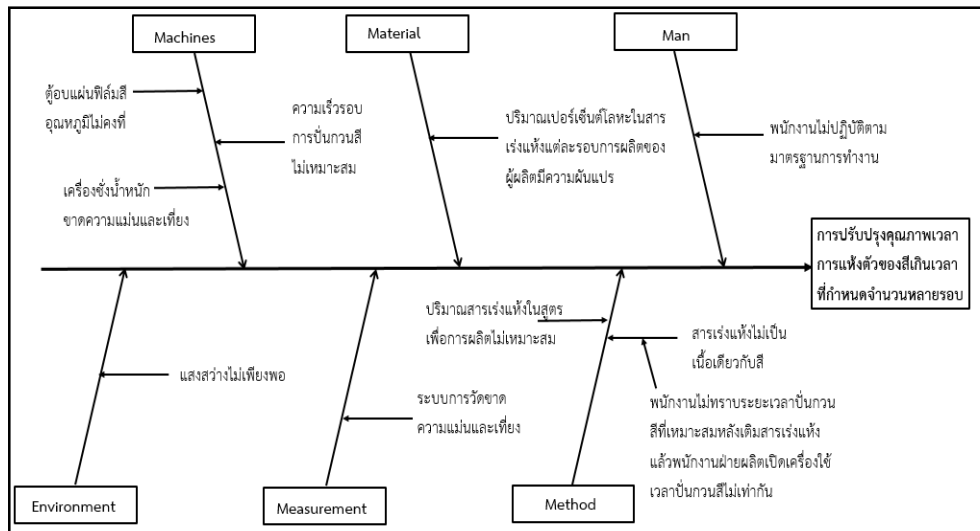 Machines
Material
Man
ตู้อบแผ่นฟิล์มสี
อุณหภูมิไม่คงที่
ความเร็วรอบ
การปั่นกวนสี
ไม่เหมาะสม
เครื่องชั่งน้ำหนัก
ขาดความแม่นและเที่ยง
ปริมาณเปอร์เซ็นต์โลหะในสาร
เร่งแห้งแต่ละรอบการผลิตของ
ผู้ผลิตมีความผันแปร
พนักงานไม่ปฏิบัติตาม
มาตรฐานการทำงาน
การปรับปรุงคุณภาพเวลา
การแห้งตัวของสีเกินเวลา
ที่กำหนดจำนวนหลายรอบ
แสงสว่างไม่เพียงพอ
ระบบการวัดขาด
ความแม่นและเที่ยง
ปริมาณสารเร่งแห้งในสูตร
เพื่อการผลิตไม่เหมาะสม
สารเร่งแห้งไม่เป็น
เนื้อเดียวกับสี
พนักงานไม่ทราบระยะเวลาปั่นกวน
สีที่เหมาะสมหลังเติมสารเร่งแห้ง
แล้วพนักงานฝ่ายผลิตเปิดเครื่องใช้
เวลาปั่นกวนสีไม่เท่ากัน
Environment
Measurement
Method